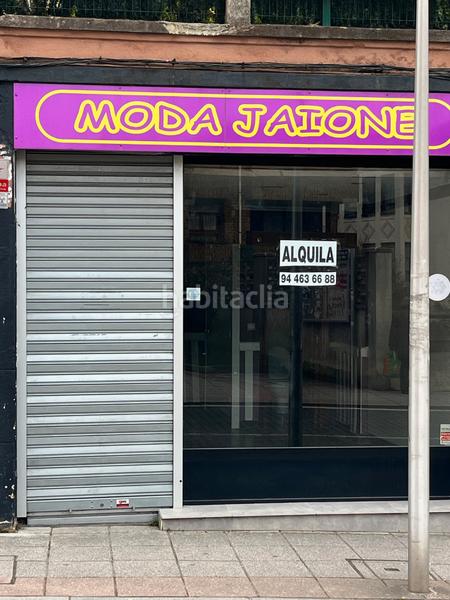 MODA JAIONE
ALQUILA
94 463 66 88
habitaclia